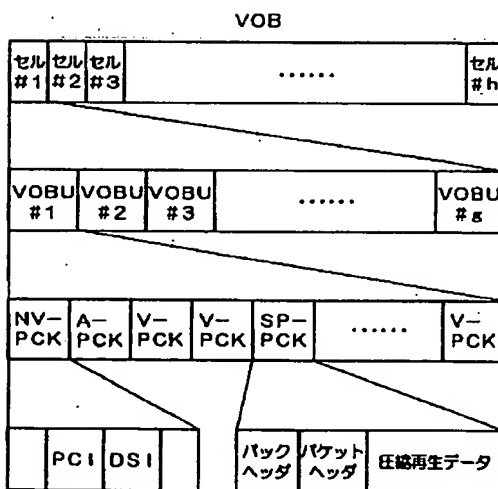 VOB
セル #1 セル #2 セル #3 ...... セル #h
VOBU #1 VOBU #2 VOBU #3 ...... VOBU #g
NV-PCK A-PCK V-PCK V-PCK SP-PCK ...... V-PCK
PCI DSI パックヘッダ パケットヘッダ 圧縮再生データ